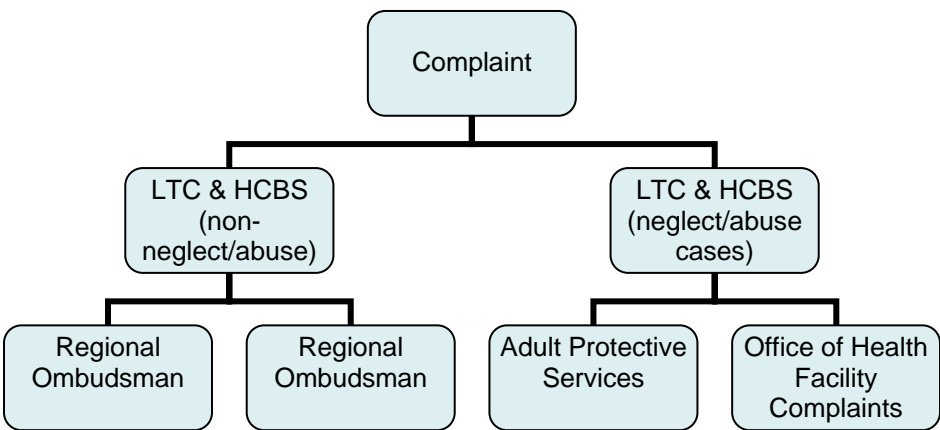 Complaint
LTC & HCBS
(non-
neglect/abuse)
LTC & HCBS
(neglect/abuse
cases)
Regional
Ombudsman
Regional
Ombudsman
Adult Protective
Services
Office of Health
Facility
Complaints